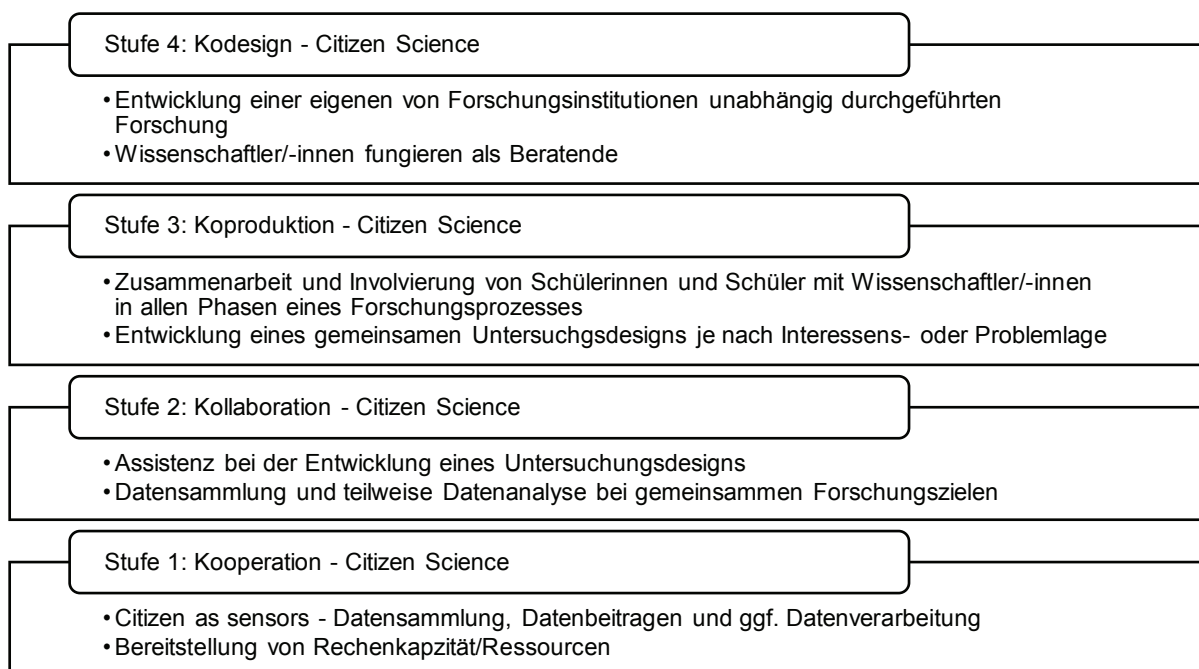 Stufe 4: Kodesign - Citizen Science
•Entwicklung einer eigenen von Forschungsinstitutionen unabhängig durchgeführten
Forschung
•Wissenschaftler/-innen fungieren als Beratende
Stufe 3: Koproduktion - Citizen Science
•Zusammenarbeit und Involvierung von Schülerinnen und Schüler mit Wissenschaftler/-innen
in allen Phasen eines Forschungsprozesses
•Entwicklung eines gemeinsamen Untersuchgsdesigns je nach Interessens- oder Problemlage
Stufe 2: Kollaboration - Citizen Science
•Assistenz bei der Entwicklung eines Untersuchungsdesigns
•Datensammlung und teilweise Datenanalyse bei gemeinsammen Forschungszielen
Stufe 1: Kooperation - Citizen Science
•Citizen as sensors - Datensammlung, Datenbeitragen und ggf. Datenverarbeitung
•Bereitstellung von Rechenkapzität/Ressourcen